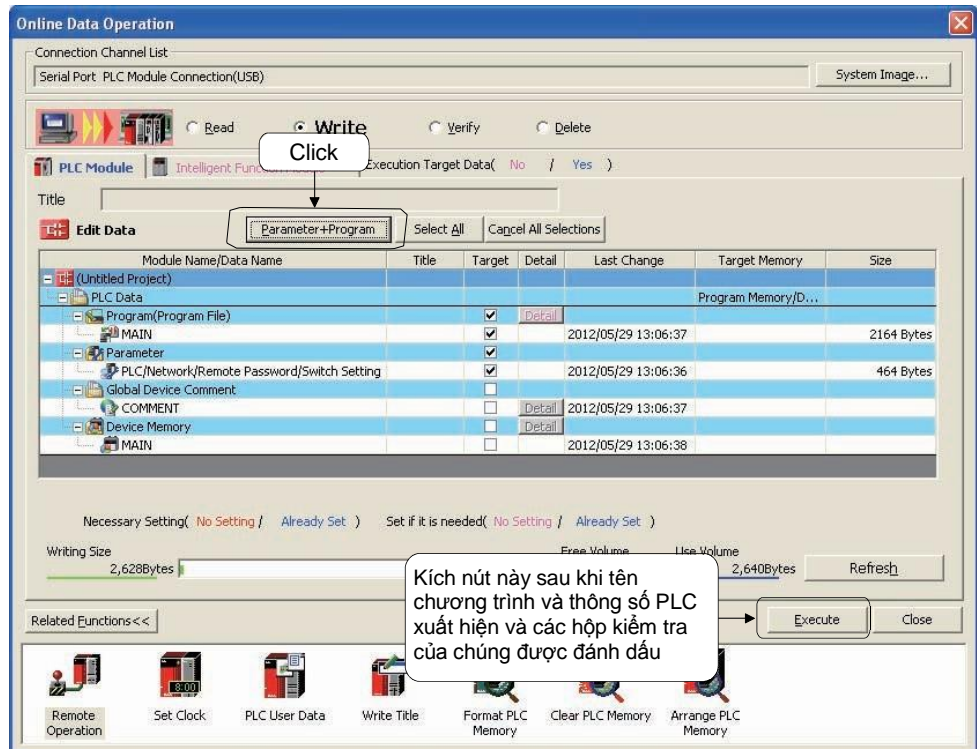 Online Data Operation
Connection Channel List
Serial Port PLC Module Connection(USB)
System Image...
Read Write Verify Delete
Click
PLC Module Intelligent Execution Target Data( No / Yes )
Title
Edit Data Parameter+Program Select All Cancel All Selections
Module Name/Data Name Title Target Detail Last Change Target Memory Size
(Untitled Project)
PLC Data Program Memory/D...
Program(Program File) Detail
MAIN 2012/05/29 13:06:37 2164 Bytes
Parameter
PLC/Network/Remote Password/Switch Setting 2012/05/29 13:06:36 464 Bytes
Global Device Comment
COMMENT Detail 2012/05/29 13:06:37
Device Memory Detail
MAIN 2012/05/29 13:06:38
Necessary Setting( No Setting / Already Set ) Set if it is needed( No Setting / Already Set )
Writing Size Free Volume Use Volume
2,628Bytes 2,640Bytes Refresh
Kích nút này sau khi tên
chương trình và thông số PLC
xuất hiện và các hộp kiểm tra
của chúng được đánh dấu
Related Functions<< Execute Close
8:00
Remote
Operation
Set Clock
PLC User Data
Write Title
Format PLC
Memory
Clear PLC Memory
Arrange PLC
Memory